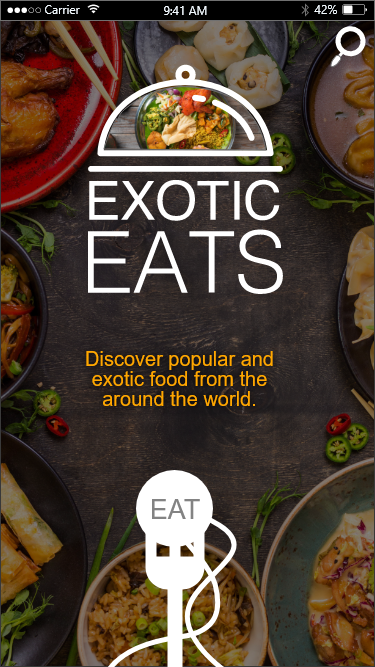 Carrier 9:41 AM 42%
EXOTIC
EATS
Discover popular and
exotic food from the
around the world.
EAT